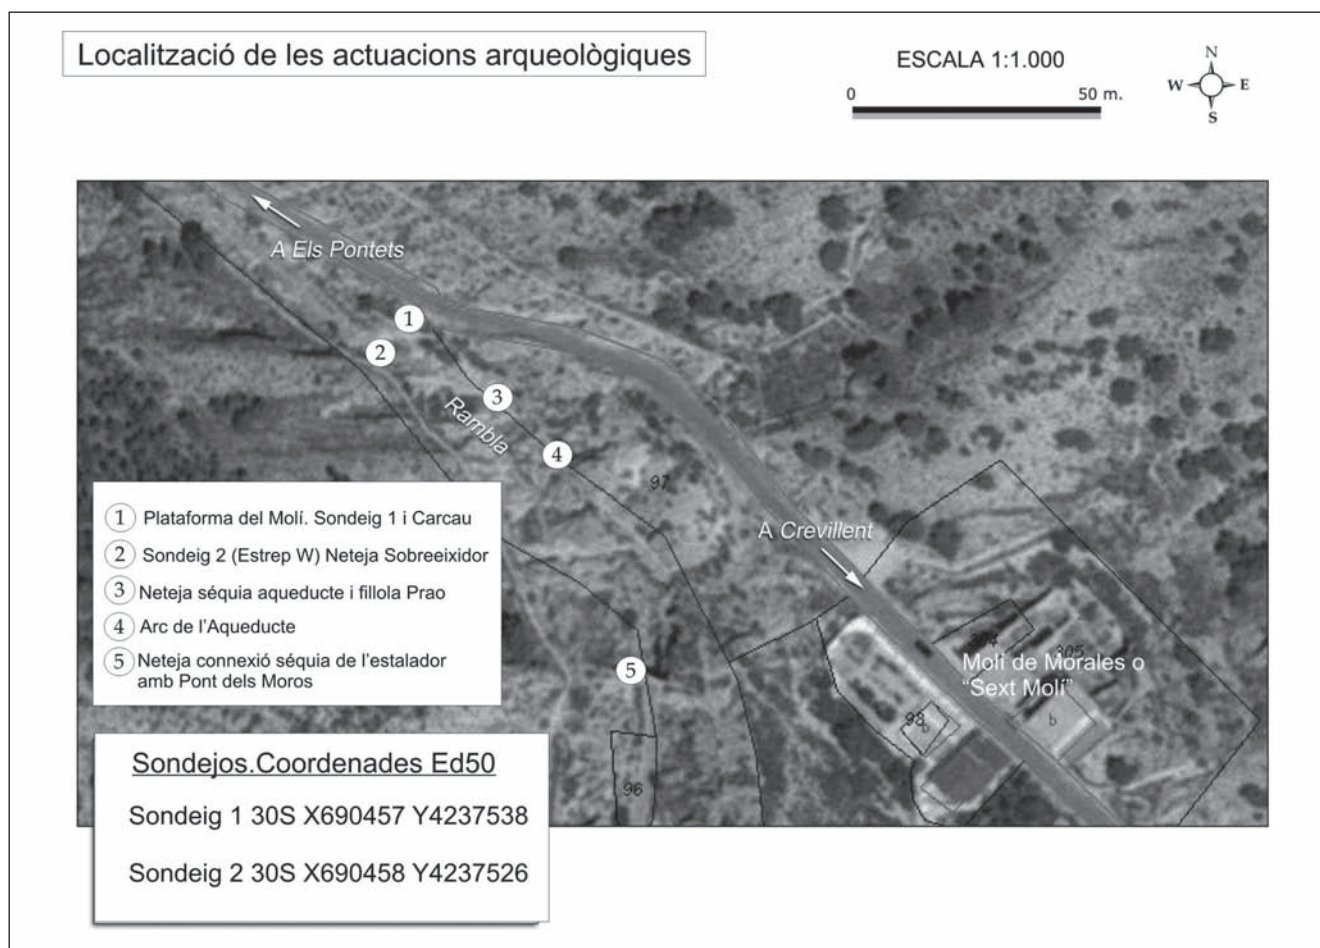 Localització de les actuacions arqueològiques
ESCALA 1:1.000
0
50 m.
N
W
E
S
A Els Pontets
1
2
3
Rambla
4
97
A Crevillent
1 Plataforma del Molí. Sondeig 1 i Carcau
2 Sondeig 2 (Estrep W) Neteja Sobreeixidor
3 Neteja séquia aqueducte i fillola Prao
4 Arc de l'Aqueducte
5 Neteja connexió séquia de l'estalador
amb Pont dels Moros
5
305
Molí de Morales o
"Sext Molí"
98
b
b
96
Sondejos.Coordenades Ed50
Sondeig 1 30S X690457 Y4237538
Sondeig 2 30S X690458 Y4237526